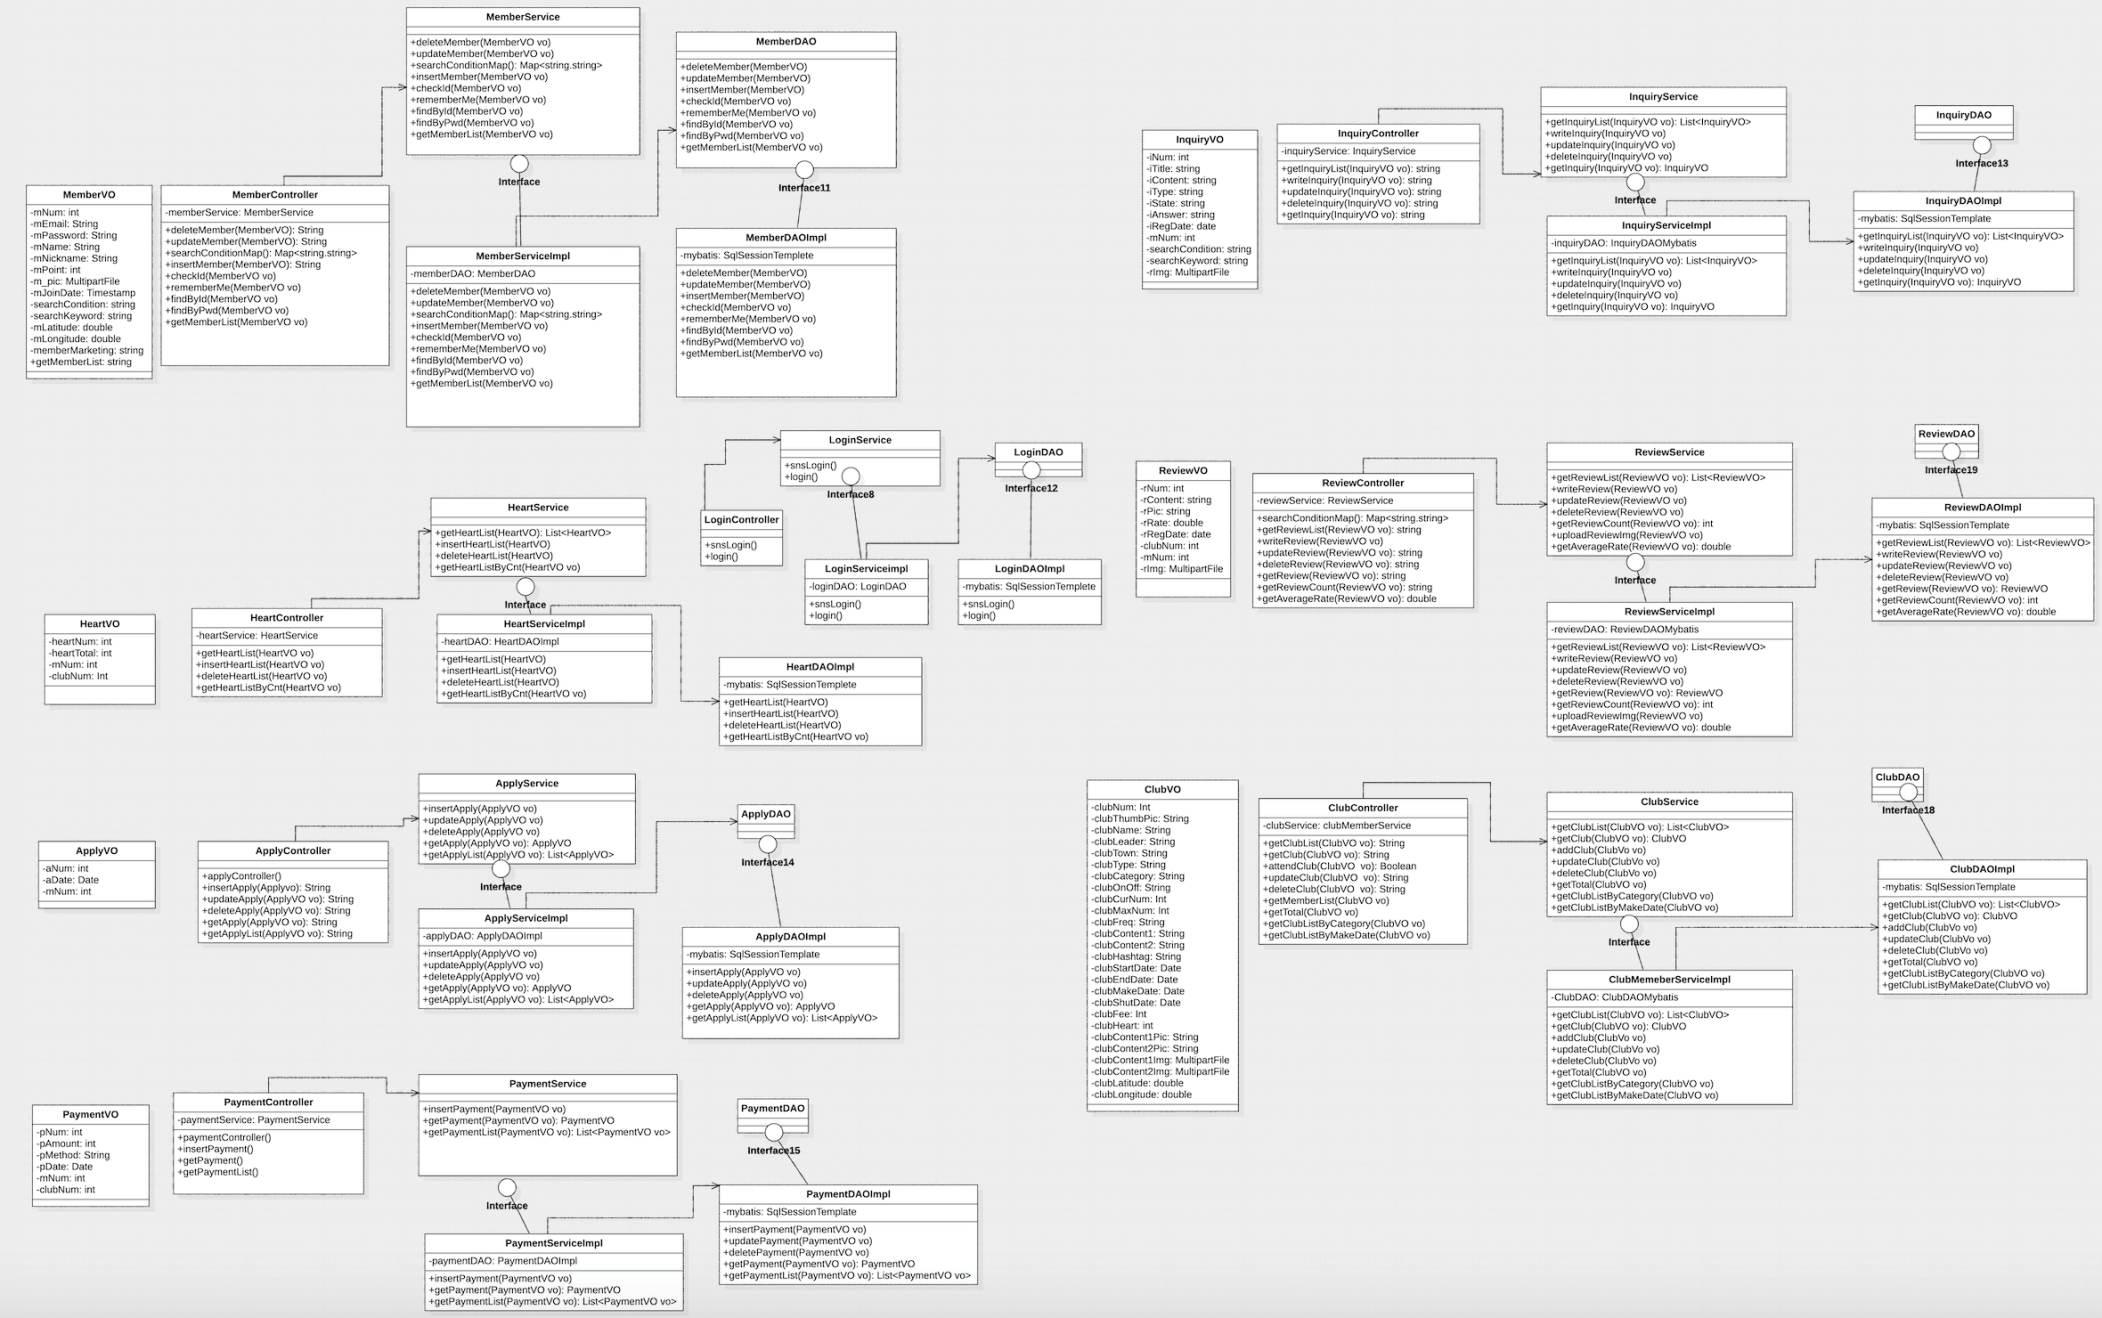 MemberService
+deleteMember(MemberVO vo)
+updateMember(MemberVO vo)
+searchConditionMap(): Map<string.string>
+insertMember(MemberVO vo)
+checkId(MemberVO vo)
+rememberMe(MemberVO vo)
+findById(MemberVO vo)
+findByPwd(MemberVO vo)
+getMemberList(MemberVO vo)
Interface
MemberDAO
+deleteMember(MemberVO)
+updateMember(MemberVO)
+insertMember(MemberVO)
+checkId(MemberVO vo)
+rememberMe(MemberVO vo)
+findById(MemberVO vo)
+findByPwd(MemberVO vo)
+getMemberList(MemberVO vo)
Interface11
MemberVO
-mNum: int
-mEmail: String
-mPassword: String
-mName: String
-mNickname: String
-mPoint: int
-m_pic: MultipartFile
-mJoinDate: Timestamp
-searchCondition: string
-searchKeyword: string
-mLatitude: double
-mLongitude: double
-memberMarketing: string
+getMemberList: string
MemberController
-memberService: MemberService
+deleteMember(MemberVO): String
+updateMember(MemberVO): String
+searchConditionMap(): Map<string.string>
+insertMember(MemberVO): String
+checkId(MemberVO vo)
+rememberMe(MemberVO vo)
+findById(MemberVO vo)
+findByPwd(MemberVO vo)
+getMemberList(MemberVO vo)
MemberServiceImpl
-memberDAO: MemberDAO
+deleteMember(MemberVO vo)
+updateMember(MemberVO vo)
+searchConditionMap(): Map<string.string>
+insertMember(MemberVO vo)
+checkId(MemberVO vo)
+rememberMe(MemberVO vo)
+findById(MemberVO vo)
+findByPwd(MemberVO vo)
+getMemberList(MemberVO vo)
MemberDAOImpl
-mybatis: SqlSessionTemplete
+deleteMember(MemberVO)
+updateMember(MemberVO)
+insertMember(MemberVO)
+checkId(MemberVO vo)
+rememberMe(MemberVO vo)
+findById(MemberVO vo)
+findByPwd(MemberVO vo)
+getMemberList(MemberVO vo)
InquiryVO
-iNum: int
-iTitle: string
-iContent: string
-iType: string
-iState: string
-iAnswer: string
-iRegDate: date
-mNum: int
-searchCondition: string
-searchKeyword: string
-rImg: MultipartFile
InquiryController
-inquiryService: InquiryService
+getInquiryList(InquiryVO vo): string
+writeInquiry(InquiryVO vo): string
+updateInquiry(InquiryVO vo): string
+deleteInquiry(InquiryVO vo): string
+getInquiry(InquiryVO vo): string
InquiryService
+getInquiryList(InquiryVO vo): List<InquiryVO>
+writeInquiry(InquiryVO vo)
+updateInquiry(InquiryVO vo)
+deleteInquiry(InquiryVO vo)
+getInquiry(InquiryVO vo): InquiryVO
Interface
InquiryServiceImpl
-inquiryDAO: InquiryDAOMybatis
+getInquiryList(InquiryVO vo): List<InquiryVO>
+writeInquiry(InquiryVO vo)
+updateInquiry(InquiryVO vo)
+deleteInquiry(InquiryVO vo)
+getInquiry(InquiryVO vo): InquiryVO
InquiryDAO
Interface13
InquiryDAOImpl
-mybatis: SqlSessionTemplate
+getInquiryList(InquiryVO vo): List<InquiryVO>
+writeInquiry(InquiryVO vo)
+updateInquiry(InquiryVO vo)
+deleteInquiry(InquiryVO vo)
+getInquiry(InquiryVO vo): InquiryVO
LoginService
+snsLogin()
+login()
Interface8
LoginDAO
Interface12
LoginController
+snsLogin()
+login()
LoginServiceimpl
-loginDAO: LoginDAO
+snsLogin()
+login()
LoginDAOImpl
-mybatis: SqlSessionTemplete
+snsLogin()
+login()
HeartService
+getHeartList(HeartVO): List<HeartVO>
+insertHeartList(HeartVO)
+deleteHeartList(HeartVO)
+getHeartListByCnt(HeartVO vo)
Interface
HeartVO
-heartNum: int
-heartTotal: int
-mNum: int
-clubNum: Int
HeartController
-heartService: HeartService
+getHeartList(HeartVO vo)
+insertHeartList(HeartVO vo)
+deleteHeartList(HeartVO vo)
+getHeartListByCnt(HeartVO vo)
HeartServiceImpl
-heartDAO: HeartDAOImpl
+getHeartList(HeartVO)
+insertHeartList(HeartVO)
+deleteHeartList(HeartVO)
+getHeartListByCnt(HeartVO vo)
HeartDAOImpl
-mybatis: SqlSessionTemplete
+getHeartList(HeartVO)
+insertHeartList(HeartVO)
+deleteHeartList(HeartVO)
+getHeartListByCnt(HeartVO vo)
ReviewVO
-rNum: int
-rContent: string
-rPic: string
-rRate: double
-rRegDate: date
-clubNum: int
-mNum: int
-rImg: MultipartFile
ReviewController
-reviewService: ReviewService
+searchConditionMap(): Map<string.string>
+getReviewList(ReviewVO vo): string
+writeReview(ReviewVO vo)
+updateReview(ReviewVO vo): string
+deleteReview(ReviewVO vo): string
+getReview(ReviewVO vo): string
+getReviewCount(ReviewVO vo): string
+getAverageRate(ReviewVO vo): double
ReviewService
+getReviewList(ReviewVO vo): List<ReviewVO>
+writeReview(ReviewVO vo)
+updateReview(ReviewVO vo)
+deleteReview(ReviewVO vo)
+getReviewCount(ReviewVO vo): int
+uploadReviewImg(ReviewVO vo)
+getAverageRate(ReviewVO vo): double
Interface
ReviewServiceImpl
-reviewDAO: ReviewDAOMybatis
+getReviewList(ReviewVO vo): List<ReviewVO>
+writeReview(ReviewVO vo)
+updateReview(ReviewVO vo)
+deleteReview(ReviewVO vo)
+getReview(ReviewVO vo): ReviewVO
+getReviewCount(ReviewVO vo): int
+uploadReviewImg(ReviewVO vo)
+getAverageRate(ReviewVO vo): double
ReviewDAO
Interface19
ReviewDAOImpl
-mybatis: SqlSessionTemplate
+getReviewList(ReviewVO vo): List<ReviewVO>
+writeReview(ReviewVO vo)
+updateReview(ReviewVO vo)
+deleteReview(ReviewVO vo)
+getReview(ReviewVO vo): ReviewVO
+getReviewCount(ReviewVO vo): int
+getAverageRate(ReviewVO vo): double
ApplyService
+insertApply(ApplyVO vo)
+updateApply(ApplyVO vo)
+deleteApply(ApplyVO vo)
+getApply(ApplyVO vo): ApplyVO
+getApplyList(ApplyVO vo): List<ApplyVO>
Interface
ApplyDAO
Interface14
ApplyVO
-aNum: int
-aDate: Date
-mNum: int
ApplyController
+applyController()
+insertApply(Applyvo): String
+updateApply(ApplyVO vo): String
+deleteApply(ApplyVO vo): String
+getApply(ApplyVO vo): String
+getApplyList(ApplyVO vo): String
ApplyServiceImpl
-applyDAO: ApplyDAOImpl
+insertApply(ApplyVO vo)
+updateApply(ApplyVO vo)
+deleteApply(ApplyVO vo)
+getApply(ApplyVO vo): ApplyVO
+getApplyList(ApplyVO vo): List<ApplyVO>
ApplyDAOImpl
-mybatis: SqlSessionTemplate
+insertApply(ApplyVO vo)
+updateApply(ApplyVO vo)
+deleteApply(ApplyVO vo)
+getApply(ApplyVO vo): ApplyVO
+getApplyList(ApplyVO vo): List<ApplyVO>
ClubVO
-clubNum: Int
-clubThumbPic: String
-clubName: String
-clubLeader: String
-clubTown: String
-clubType: String
-clubCategory: String
-clubOnOff: String
-clubCurNum: Int
-clubMaxNum: Int
-clubFreq: String
-clubContent1: String
-clubContent2: String
-clubHashtag: String
-clubStartDate: Date
-clubEndDate: Date
-clubMakeDate: Date
-clubShutDate: Date
-clubFee: Int
-clubHeart: int
-clubContent1Pic: String
-clubContent2Pic: String
-clubContent1Img: MultipartFile
-clubContent2Img: MultipartFile
-clubLatitude: double
-clubLongitude: double
ClubController
-clubService: clubMemberService
+getClubList(ClubVO vo): String
+getClub(ClubVO vo): String
+attendClub(ClubVO  vo): Boolean
+updateClub(ClubVO  vo): String
+deleteClub(ClubVO  vo): String
+getMemberList(ClubVO vo)
+getTotal(ClubVO vo)
+getClubListByCategory(ClubVO vo)
+getClubListByMakeDate(ClubVO vo)
ClubService
+getClubList(ClubVO vo): List<ClubVO>
+getClub(ClubVO vo): ClubVO
+addClub(ClubVo vo)
+updateClub(ClubVo vo)
+deleteClub(ClubVo vo)
+getTotal(ClubVO vo)
+getClubListByCategory(ClubVO vo)
+getClubListByMakeDate(ClubVO vo)
Interface
ClubMemeberServiceImpl
-ClubDAO: ClubDAOMybatis
+getClubList(ClubVO vo): List<ClubVO>
+getClub(ClubVO vo): ClubVO
+addClub(ClubVo vo)
+updateClub(ClubVo vo)
+deleteClub(ClubVo vo)
+getTotal(ClubVO vo)
+getClubListByCategory(ClubVO vo)
+getClubListByMakeDate(ClubVO vo)
ClubDAO
Interface18
ClubDAOImpl
-mybatis: SqlSessionTemplate
+getClubList(ClubVO vo): List<ClubVO>
+getClub(ClubVO vo): ClubVO
+addClub(ClubVo vo)
+updateClub(ClubVo vo)
+deleteClub(ClubVo vo)
+getTotal(ClubVO vo)
+getClubListByCategory(ClubVO vo)
+getClubListByMakeDate(ClubVO vo)
PaymentVO
-pNum: int
-pAmount: int
-pMethod: String
-pDate: Date
-mNum: int
-clubNum: int
PaymentController
-paymentService: PaymentService
+paymentController()
+insertPayment()
+getPayment()
+getPaymentList()
PaymentService
+insertPayment(PaymentVO vo)
+getPayment(PaymentVO vo): PaymentVO
+getPaymentList(PaymentVO vo): List<PaymentVO vo>
Interface
PaymentServiceImpl
-paymentDAO: PaymentDAOImpl
+insertPayment(PaymentVO vo)
+getPayment(PaymentVO vo): PaymentVO
+getPaymentList(PaymentVO vo): List<PaymentVO vo>
PaymentDAO
Interface15
PaymentDAOImpl
-mybatis: SqlSessionTemplate
+insertPayment(PaymentVO vo)
+updatePayment(PaymentVO vo)
+deletePayment(PaymentVO vo)
+getPayment(PaymentVO vo): PaymentVO
+getPaymentList(PaymentVO vo): List<PaymentVO vo>